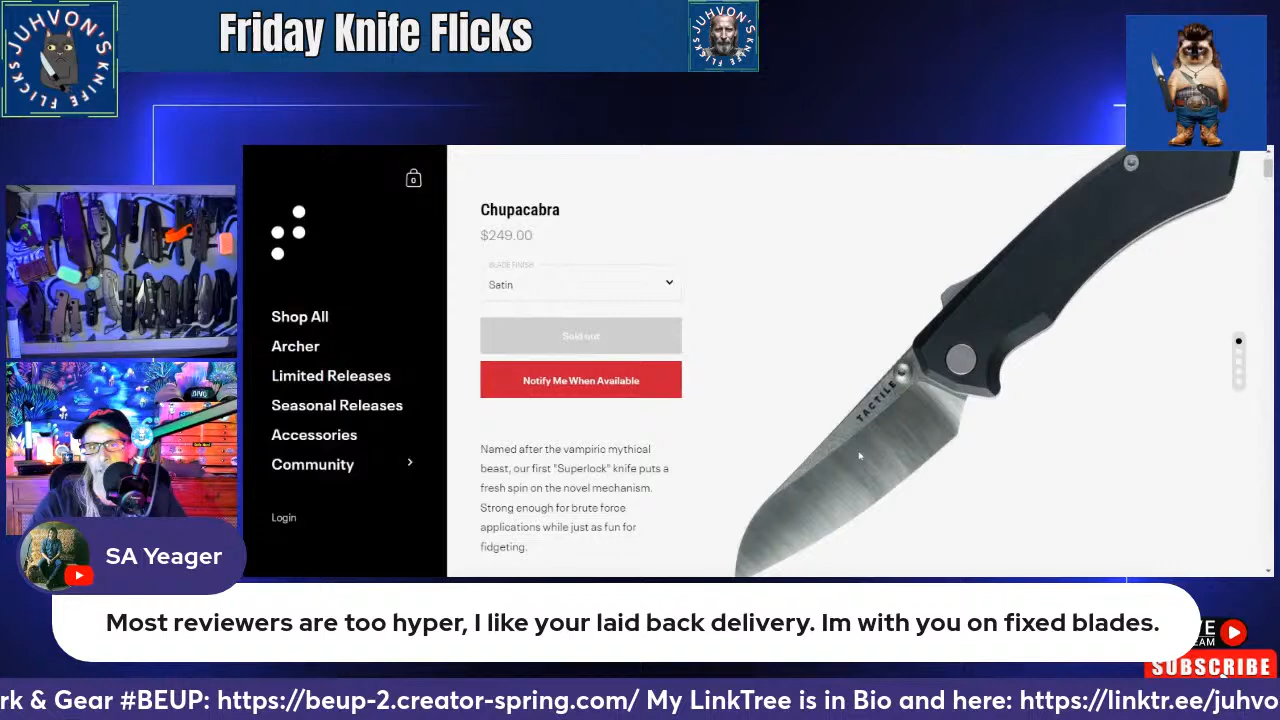 JUHVON'S
KNIFE FLICKS
Friday Knife Flicks
JUHVON'S
KNIFE FLICKS
0
Shop All
Archer
Limited Releases
Seasonal Releases
Accessories
Community
Login
Chupacabra
$249.00
BLADE FINISH
Satin
Sold out
Notify Me When Available
Named after the vampiric mythical
beast, our first "Superlock" knife puts a
fresh spin on the novel mechanism.
Strong enough for brute force
applications while just as fun for
fidgeting.
TACTILE
SA Yeager
Most reviewers are too hyper, I like your laid back delivery. Im with you on fixed blades.
SUBSCRIBE
rk & Gear #BEUP: https://beup-2.creator-spring.com/ My LinkTree is in Bio and here: https://linktr.ee/juhvo